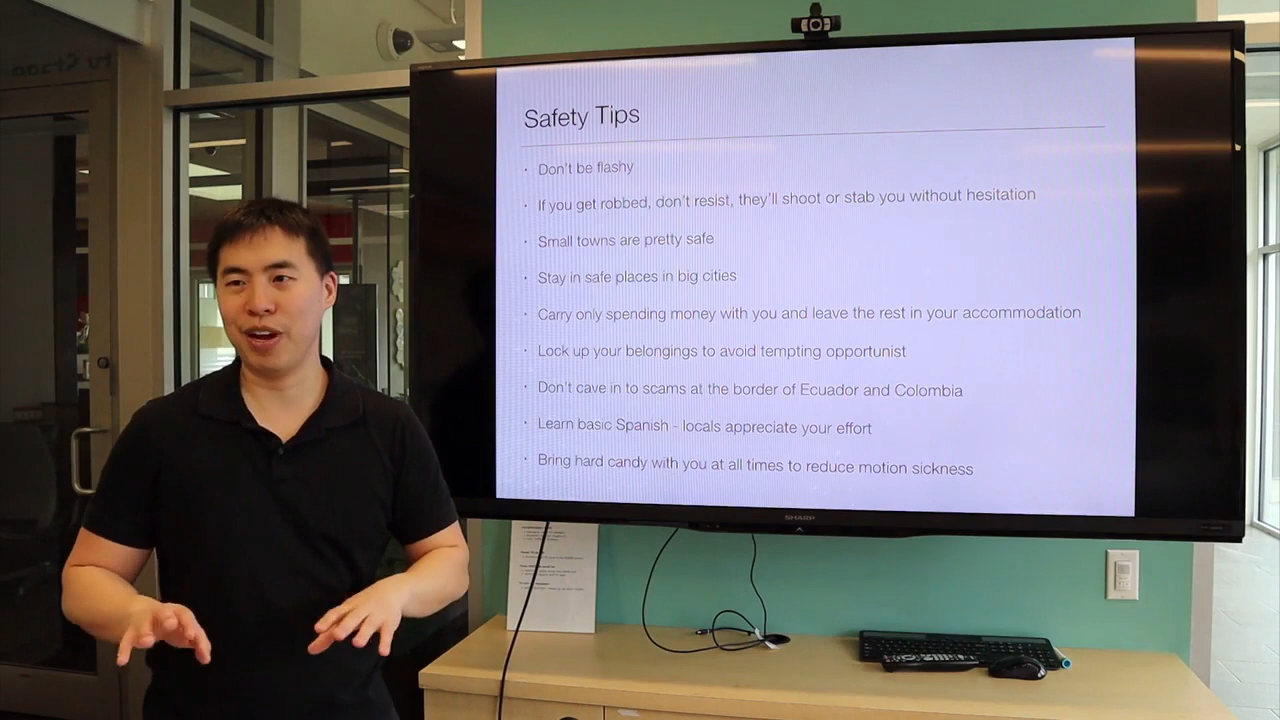 Safety Tips
· Don't be flashy
· If you get robbed, don't resist, they'll shoot or stab you without hesitation
· Small towns are pretty safe
· Stay in safe places in big cities
· Carry only spending money with you and leave the rest in your accommodation
· Lock up your belongings to avoid tempting opportunist
· Don't cave in to scams at the border of Ecuador and Colombia
· Learn basic Spanish - locals appreciate your effort
· Bring hard candy with you at all times to reduce motion sickness
SHARP